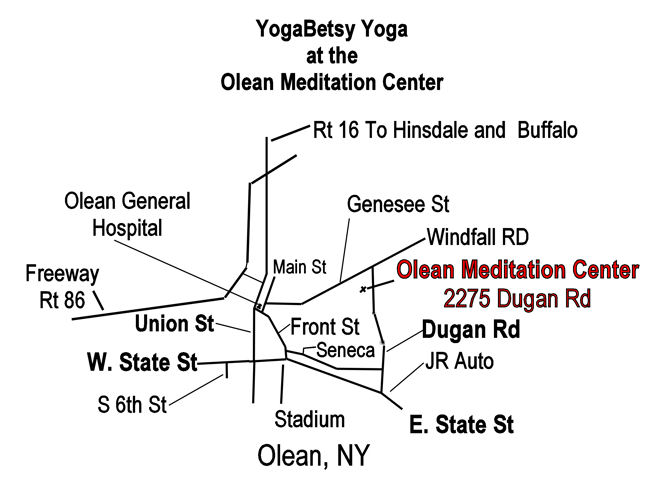 YogaBetsy Yoga
at the
Olean Meditation Center
Rt 16 To Hinsdale and Buffalo
Olean General
Hospital
Genesee St
Windfall RD
Freeway
Rt 86
Main St
Olean Meditation Center
2275 Dugan Rd
Union St
Front St
Dugan Rd
Seneca
W. State St
JR Auto
S 6th St
Stadium
E. State St
Olean, NY